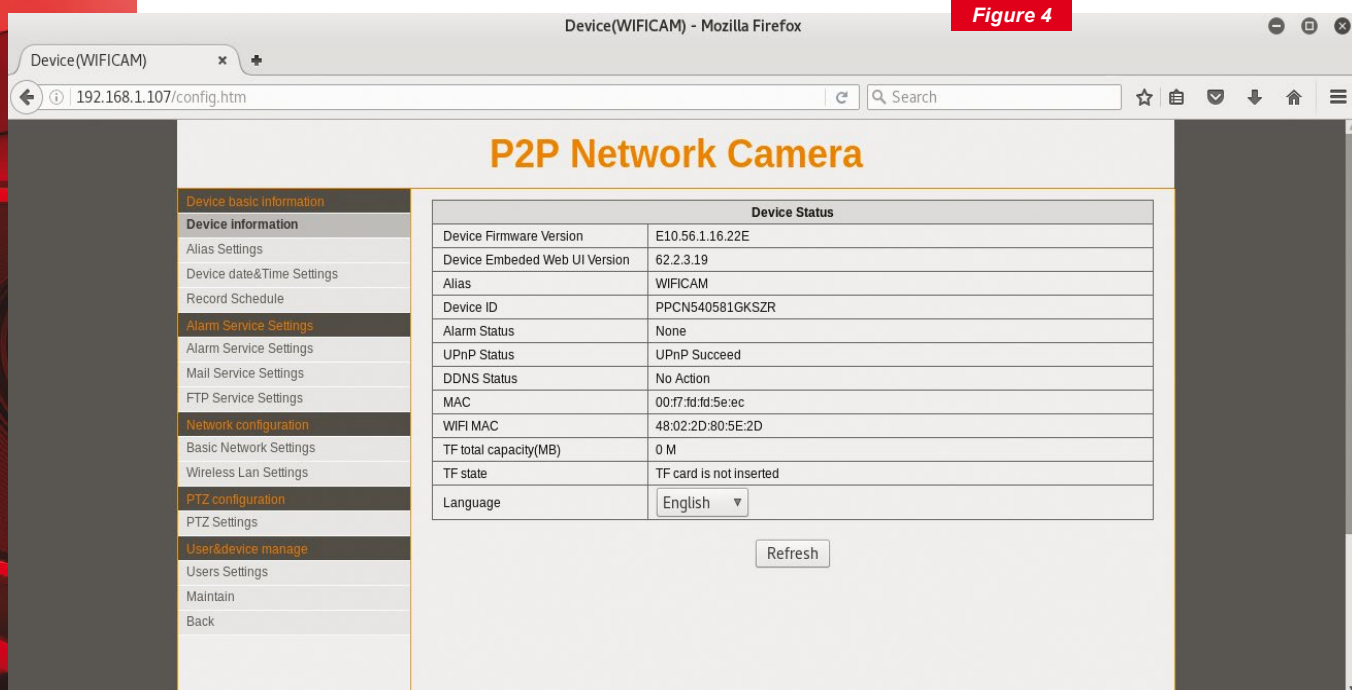 Figure 4
Device(WIFICAM) - Mozilla Firefox
Device(WIFICAM)
192.168.1.107/config.htm
Search
P2P Network Camera
Device basic information
Device information
Alias Settings
Device date&Time Settings
Record Schedule
Alarm Service Settings
Alarm Service Settings
Mail Service Settings
FTP Service Settings
Network configuration
Basic Network Settings
Wireless Lan Settings
PTZ configuration
PTZ Settings
User&device manage
Users Settings
Maintain
Back
Device Status
Device Firmware Version E10.56.1.16.22E
Device Embeded Web UI Version 62.2.3.19
Alias WIFICAM
Device ID PPCN540581GKSZR
Alarm Status None
UPnP Status UPnP Succeed
DDNS Status No Action
MAC 00:f7:fd:fd:5e:ec
WIFI MAC 48:02:2D:80:5E:2D
TF total capacity(MB) 0 M
TF state TF card is not inserted
Language English
Refresh